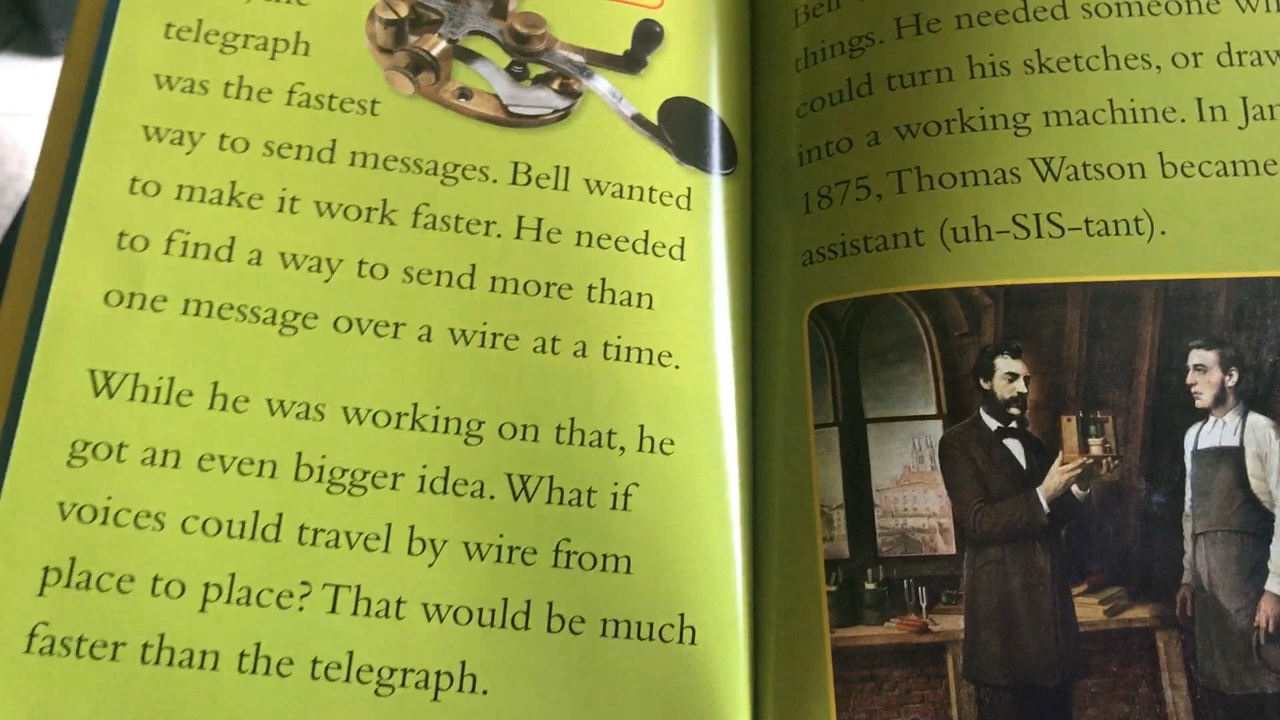 telegraph
was the fastest
way to send messages. Bell wanted
to make it work faster. He needed
to find a way to send more than
one message over a wire at a time.
While he was working on that, he
got an even bigger idea. What if
voices could travel by wire from
place to place? That would be much
faster than the telegraph.
Bell
things. He needed someone
could turn his sketches, or
into a working machine. In
1875, Thomas Watson became
assistant (uh-SIS-tant).